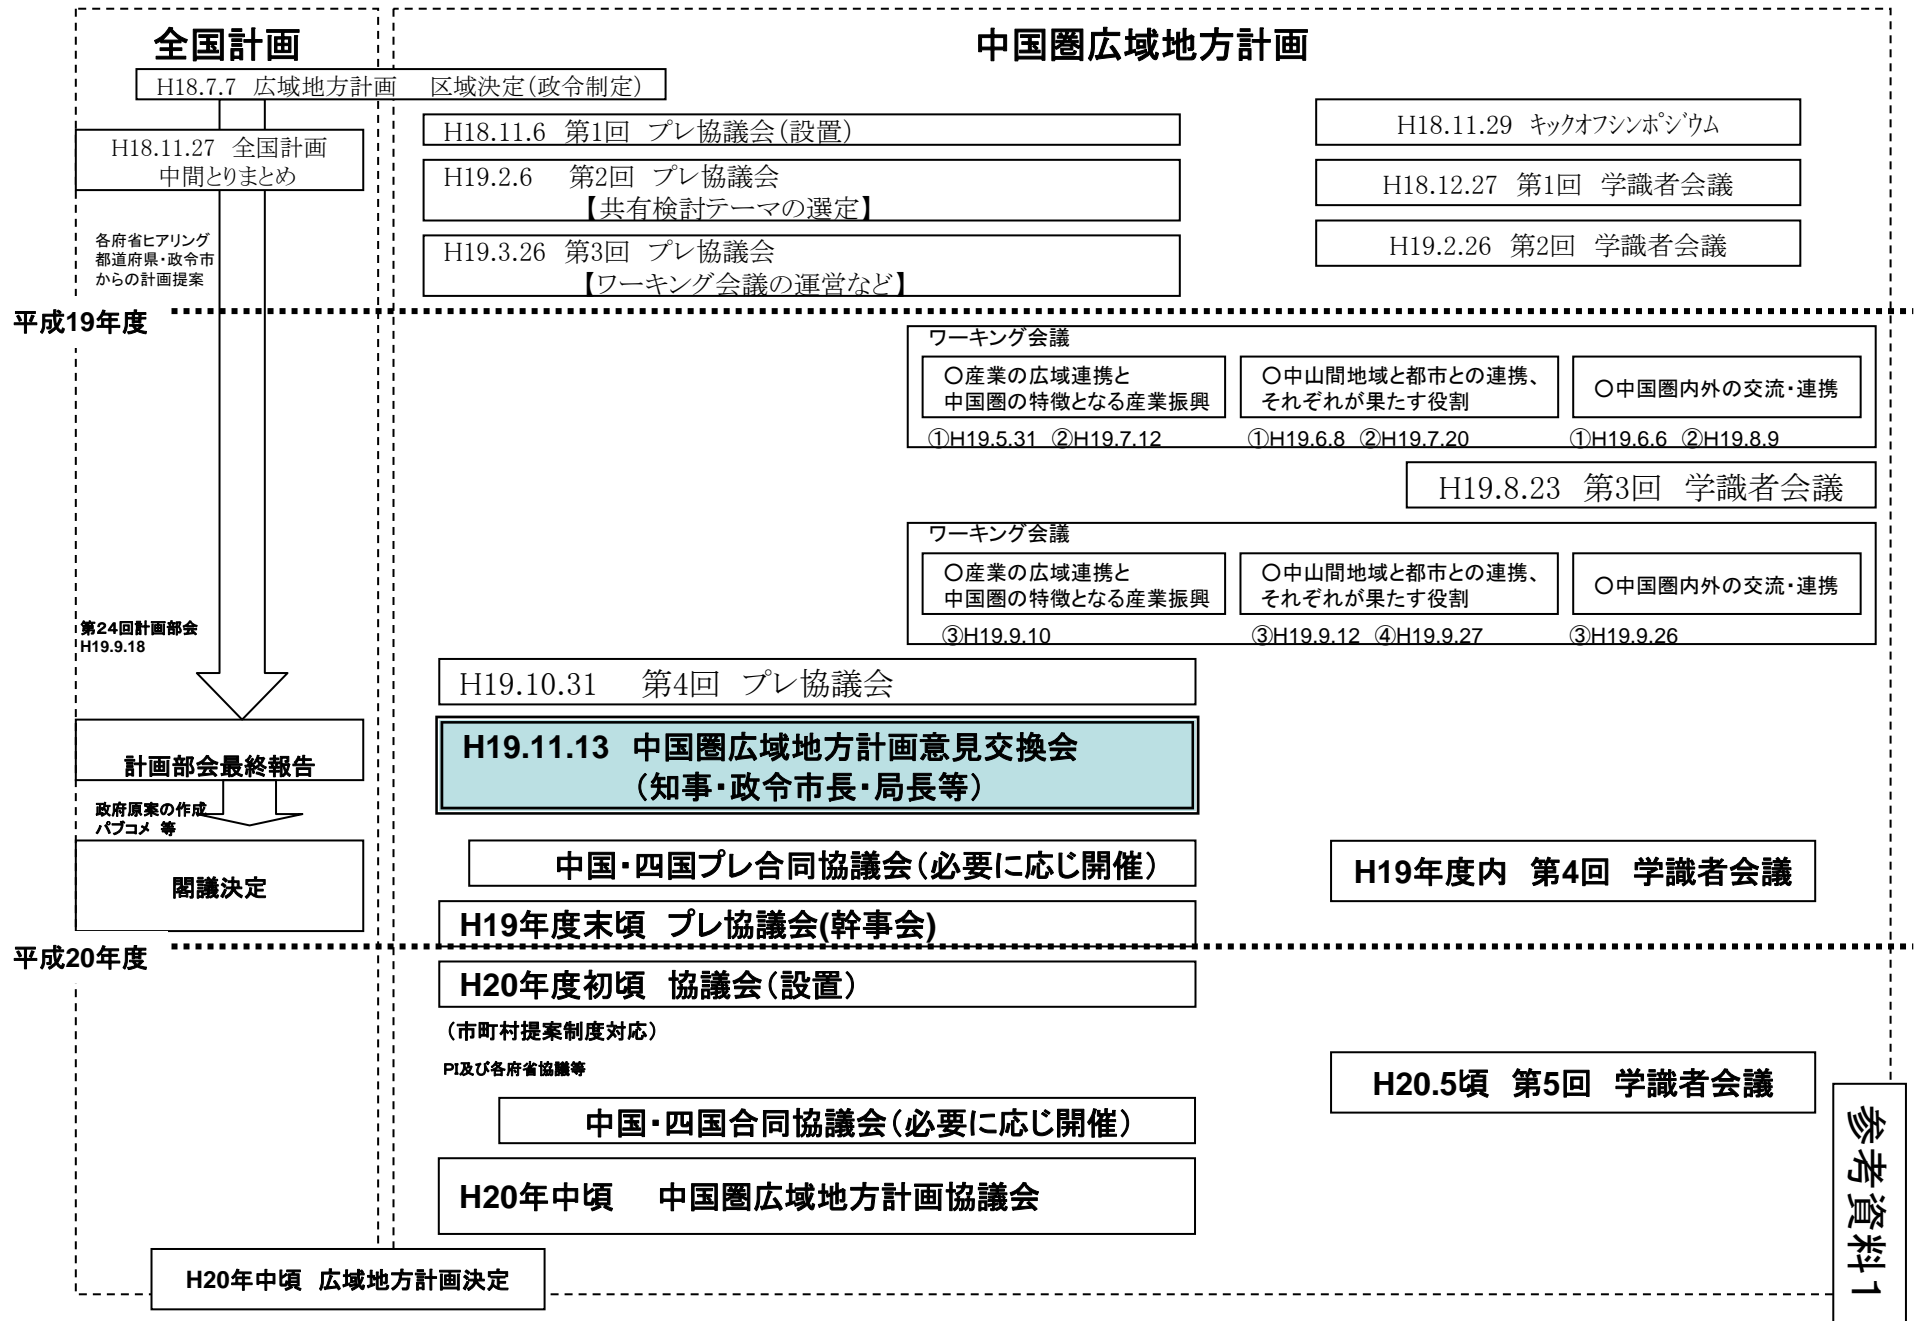 全国計画
中国圏広域地方計画
H18.7.7 広域地方計画 区域決定(政令制定)
H18.11.27 全国計画
中間とりまとめ
H18.11.6 第1回 プレ協議会(設置)
H18.11.29 キックオフシンポジウム
H19.2.6 第2回 プレ協議会
【共有検討テーマの選定】
H18.12.27 第1回 学識者会議
H19.3.26 第3回 プレ協議会
【ワーキング会議の運営など】
H19.2.26 第2回 学識者会議
各府省ヒアリング
都道府県・政令市
からの計画提案
平成19年度
ワーキング会議
○産業の広域連携と
中国圏の特徴となる産業振興
○中山間地域と都市との連携、
それぞれが果たす役割
○中国圏内外の交流・連携
①H19.5.31 ②H19.7.12
①H19.6.8 ②H19.7.20
①H19.6.6 ②H19.8.9
H19.8.23 第3回 学識者会議
ワーキング会議
○産業の広域連携と
中国圏の特徴となる産業振興
○中山間地域と都市との連携、
それぞれが果たす役割
○中国圏内外の交流・連携
③H19.9.10
③H19.9.12 ④H19.9.27
③H19.9.26
第24回計画部会
H19.9.18
H19.10.31 第4回 プレ協議会
計画部会最終報告
H19.11.13 中国圏広域地方計画意見交換会
(知事・政令市長・局長等)
政府原案の作成
パブコメ 等
閣議決定
中国・四国プレ合同協議会(必要に応じ開催)
H19年度内 第4回 学識者会議
H19年度末頃 プレ協議会(幹事会)
平成20年度
H20年度初頃 協議会(設置)
(市町村提案制度対応)
PI及び各府省協議等
H20.5頃 第5回 学識者会議
中国・四国合同協議会(必要に応じ開催)
H20年中頃 中国圏広域地方計画協議会
H20年中頃 広域地方計画決定
参考資料1